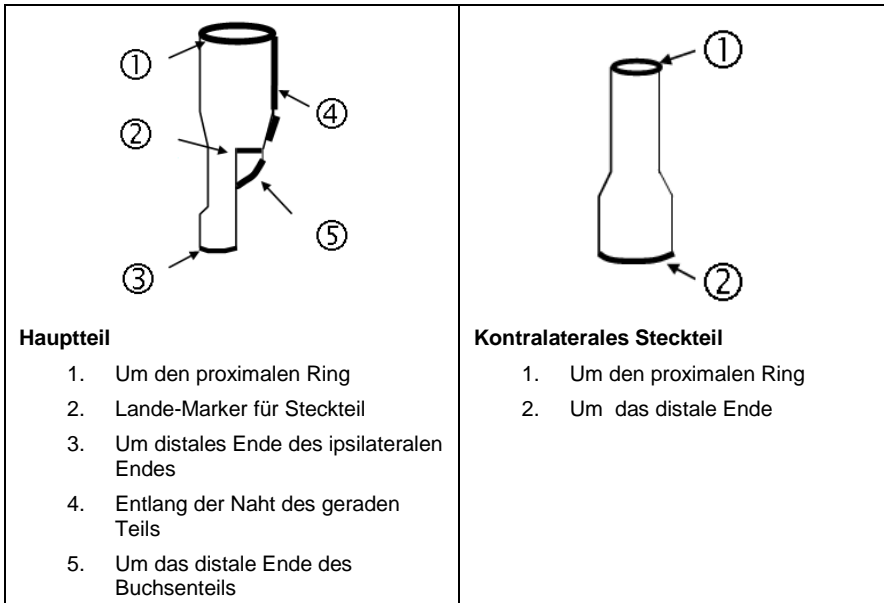 ①
②
③
④
⑤
Hauptteil
1. Um den proximalen Ring
2. Lande-Marker für Steckteil
3. Um distales Ende des ipsilateralen
Endes
4. Entlang der Naht des geraden
Teils
5. Um das distale Ende des
Buchsenteils
①
②
Kontralaterales Steckteil
1. Um den proximalen Ring
2. Um das distale Ende